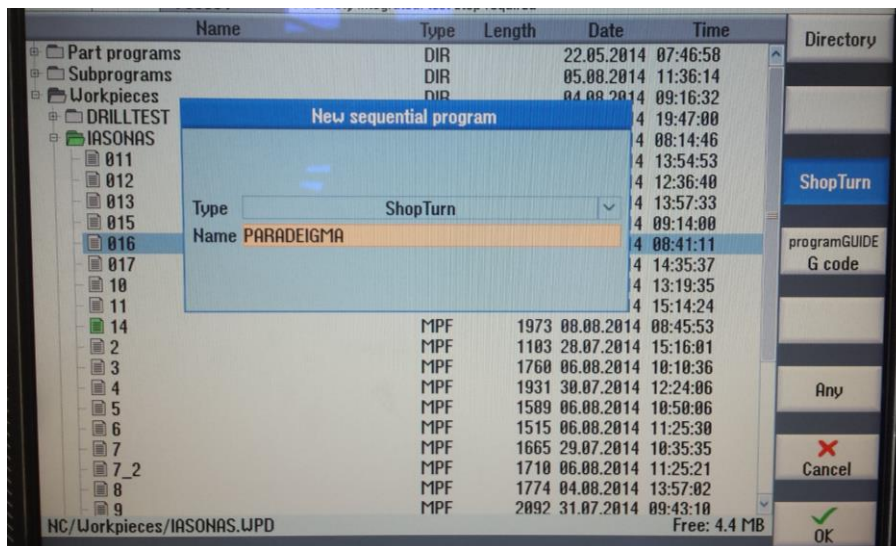 Name Type Length Date Time
Part programs DIR 22.05.2014 07:46:58
Subprograms DIR 05.08.2014 11:36:14
Workpieces DIR 04.08.2014 09:16:32
DRILLTEST 4 19:47:00
IASONAS 4 08:14:46
011 4 13:54:53
012 4 12:36:40
013 4 13:57:33
015 4 09:14:00
016 4 08:41:11
017 4 14:35:37
10 4 13:19:35
11 4 15:14:24
14 MPF 1973 08.08.2014 08:45:53
2 MPF 1103 28.07.2014 15:16:01
3 MPF 1760 06.08.2014 10:10:36
4 MPF 1931 30.07.2014 12:24:06
5 MPF 1589 06.08.2014 10:50:06
6 MPF 1515 06.08.2014 11:25:30
7 MPF 1665 29.07.2014 10:35:35
7_2 MPF 1710 06.08.2014 11:25:21
8 MPF 1774 04.08.2014 13:57:02
9 MPF 2092 31.07.2014 09:43:10
NC/Workpieces/IASONAS.WPD Free: 4.4 MB
New sequential program
Type ShopTurn
Name PARADEIGMA
Directory
ShopTurn
programGUIDE
G code
Any
Cancel
OK